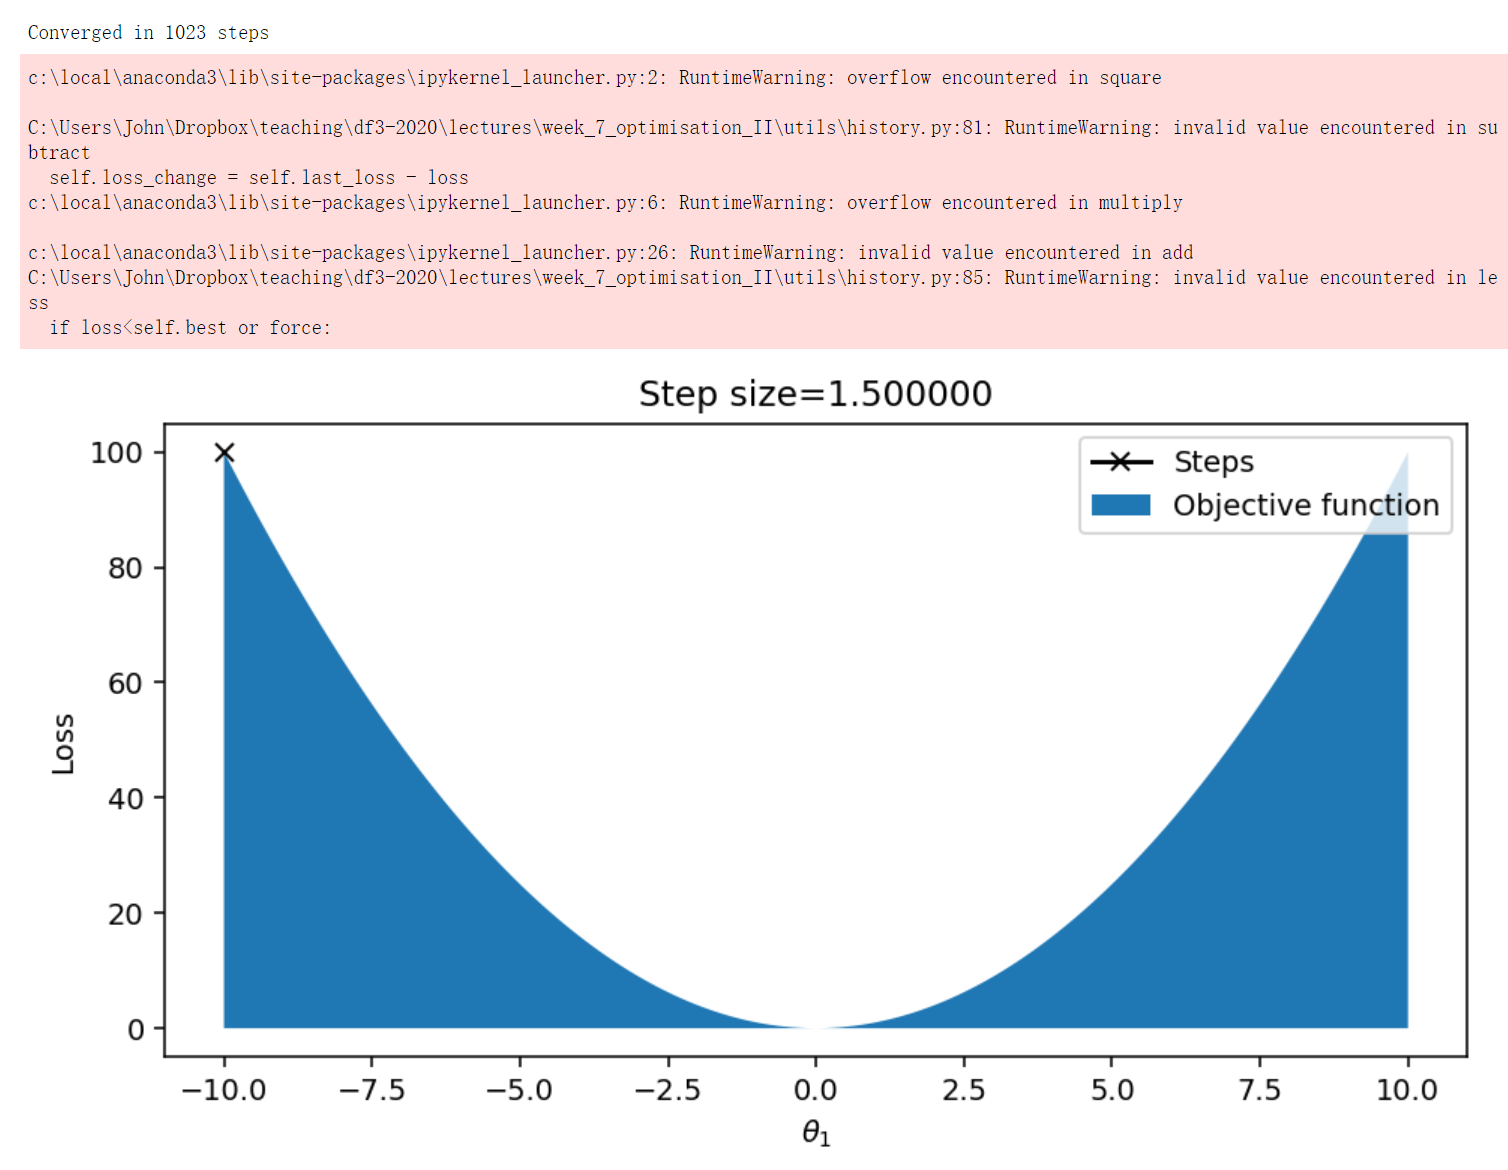 Converged in 1023 steps
c:\local\anaconda3\lib\site-packages\ipykernel_launcher.py:2: RuntimeWarning: overflow encountered in square
C:\Users\John\Dropbox\teaching\df3-2020\lectures\week_7_optimisation_II\utils\history.py:81: RuntimeWarning: invalid value encountered in su
btract
  self.loss_change = self.last_loss - loss
c:\local\anaconda3\lib\site-packages\ipykernel_launcher.py:6: RuntimeWarning: overflow encountered in multiply
c:\local\anaconda3\lib\site-packages\ipykernel_launcher.py:26: RuntimeWarning: invalid value encountered in add
C:\Users\John\Dropbox\teaching\df3-2020\lectures\week_7_optimisation_II\utils\history.py:85: RuntimeWarning: invalid value encountered in le
ss
  if loss<self.best or force:
Step size=1.500000
Steps
Objective function
100
80
60
40
20
0
Loss
−10.0 −7.5 −5.0 −2.5 0.0 2.5 5.0 7.5 10.0
θ₁